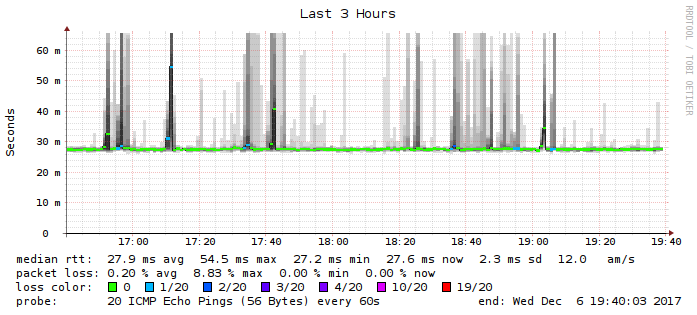 Last 3 Hours
RRDTOOL / TOBI OETIKER
Seconds
60 m
50 m
40 m
30 m
20 m
10 m
0
17:00 17:20 17:40 18:00 18:20 18:40 19:00 19:20 19:40
median rtt: 27.9 ms avg 54.5 ms max 27.2 ms min 27.6 ms now 2.3 ms sd 12.0 am/s
packet loss: 0.20 % avg 8.83 % max 0.00 % min 0.00 % now
loss color: 0 1/20 2/20 3/20 4/20 10/20 19/20
probe: 20 ICMP Echo Pings (56 Bytes) every 60s end: Wed Dec 6 19:40:03 2017